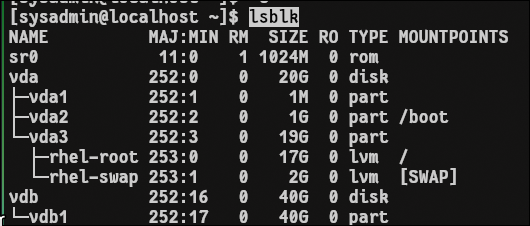 [sysadmin@localhost ~]$ lsblk
NAME MAJ:MIN RM SIZE RO TYPE MOUNTPOINTS
sr0 11:0 1 1024M 0 rom
vda 252:0 0 20G 0 disk
├─vda1 252:1 0 1M 0 part
├─vda2 252:2 0 1G 0 part /boot
└─vda3 252:3 0 19G 0 part
├─rhel-root 253:0 0 17G 0 lvm /
└─rhel-swap 253:1 0 2G 0 lvm [SWAP]
vdb 252:16 0 40G 0 disk
└─vdb1 252:17 0 40G 0 part